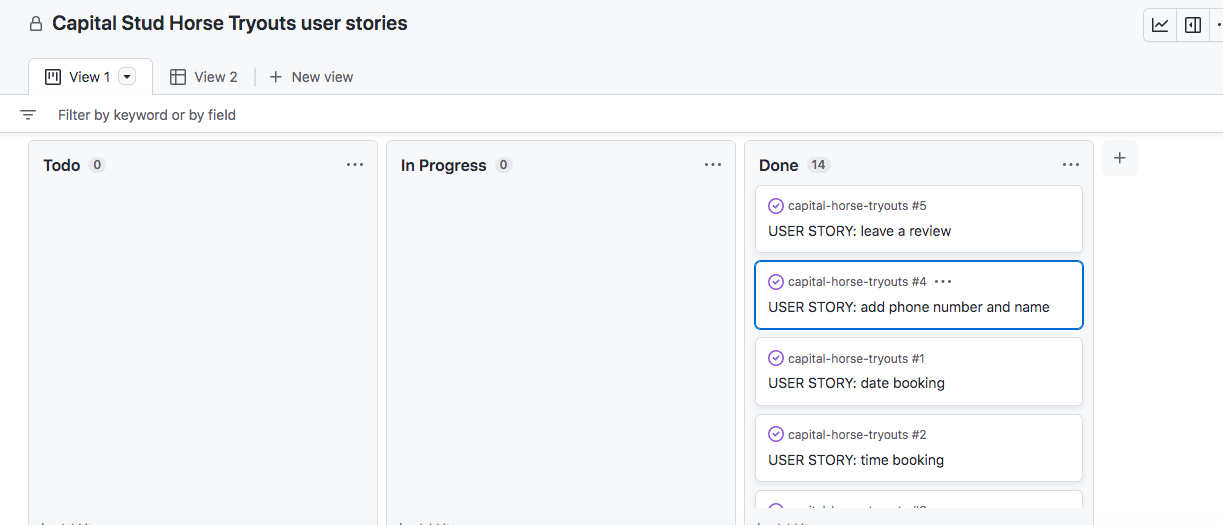 Capital Stud Horse Tryouts user stories
View 1
View 2
New view
Filter by keyword or by field
Todo 0
In Progress 0
Done 14
capital-horse-tryouts #5
USER STORY: leave a review
capital-horse-tryouts #4
USER STORY: add phone number and name
capital-horse-tryouts #1
USER STORY: date booking
capital-horse-tryouts #2
USER STORY: time booking